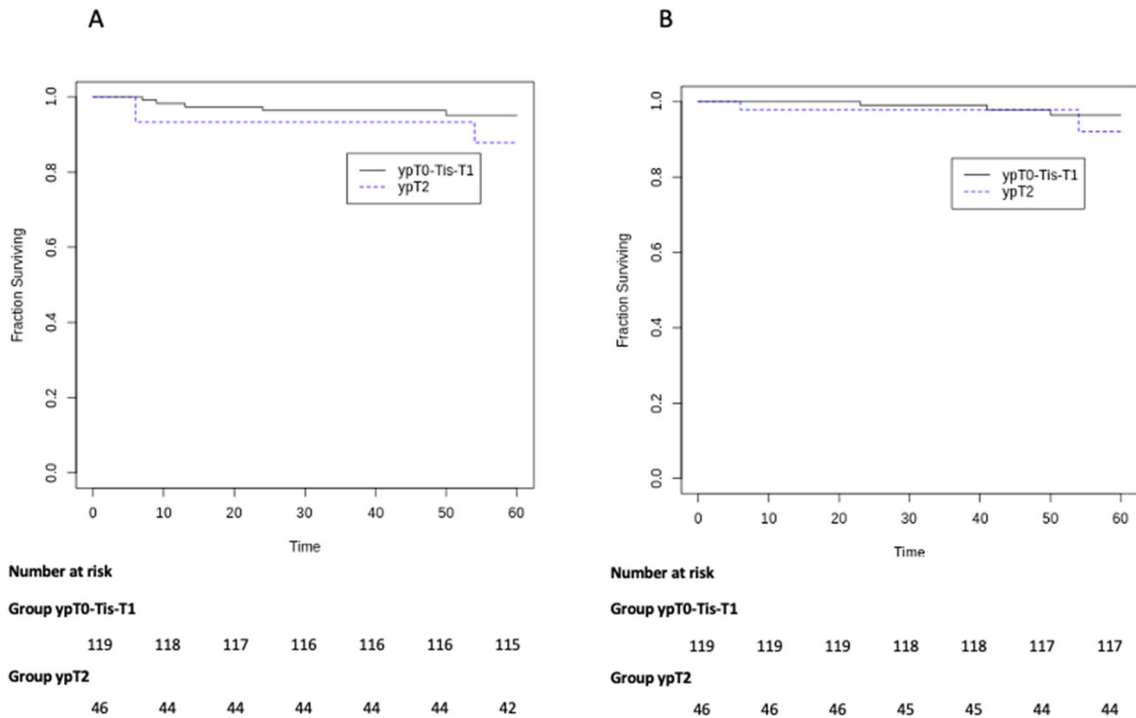 A
1.0
0.8
0.6
0.4
0.2
0.0
Fraction Surviving
ypT0-Tis-T1
ypT2
0 10 20 30 40 50 60
Time
Number at risk
Group ypT0-Tis-T1
119 118 117 116 116 116 115
Group ypT2
46 44 44 44 44 44 42
B
1.0
0.8
0.6
0.4
0.2
0.0
Fraction Surviving
ypT0-Tis-T1
ypT2
0 10 20 30 40 50 60
Time
Number at risk
Group ypT0-Tis-T1
119 119 119 118 118 117 117
Group ypT2
46 46 46 45 45 44 44